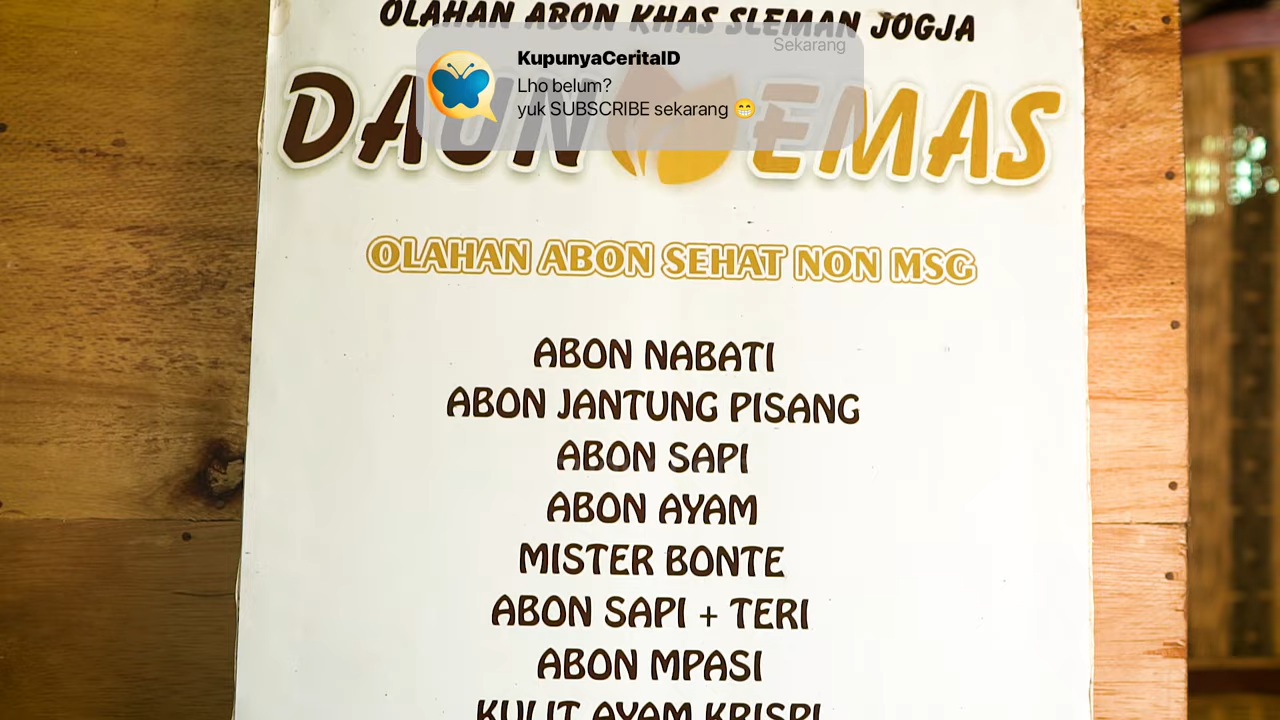 OLAHAN ABON KHAS SLEMAN JOGJA
Sekarang
KupunyaCeritaID
Lho belum?
yuk SUBSCRIBE sekarang 😁
DAUN EMAS
OLAHAN ABON SEHAT NON MSG
ABON NABATI
ABON JANTUNG PISANG
ABON SAPI
ABON AYAM
MISTER BONTE
ABON SAPI + TERI
ABON MPASI
KULIT AYAM KRISPI